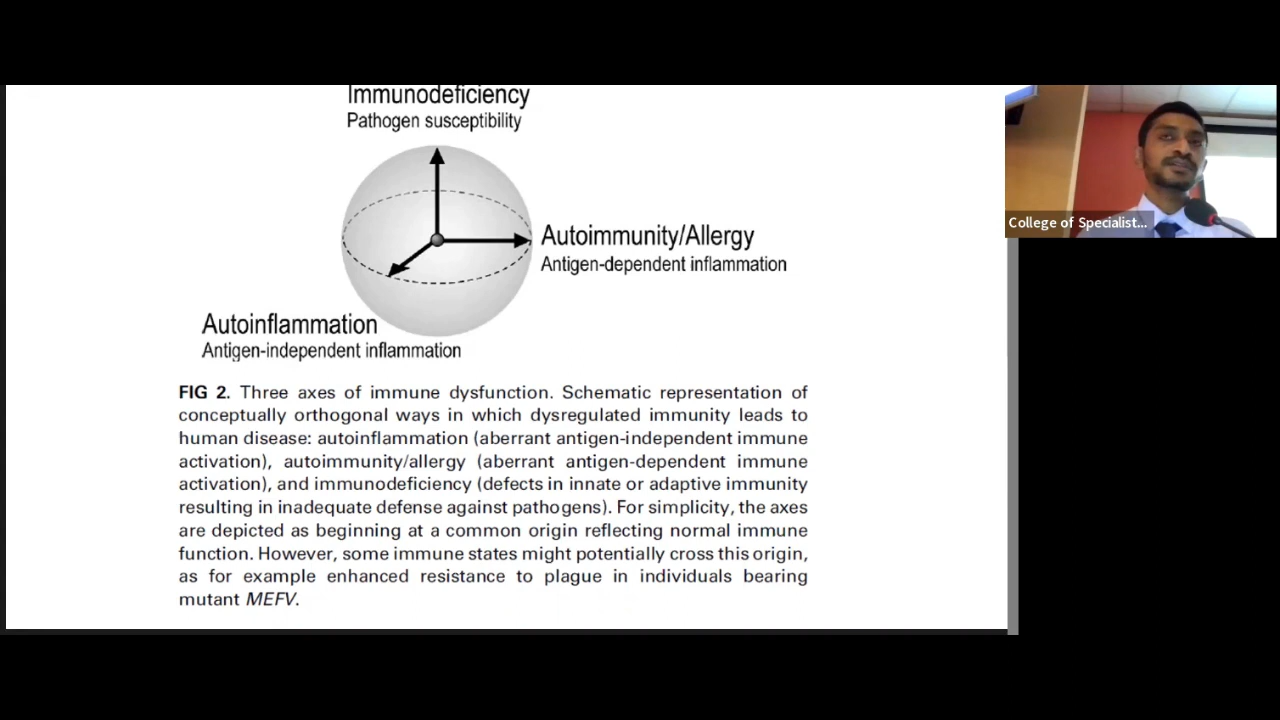 Immunodeficiency
Pathogen susceptibility
Autoimmunity/Allergy
Antigen-dependent inflammation
Autoinflammation
Antigen-independent inflammation
FIG 2. Three axes of immune dysfunction. Schematic representation of
conceptually orthogonal ways in which dysregulated immunity leads to
human disease: autoinflammation (aberrant antigen-independent immune
activation), autoimmunity/allergy (aberrant antigen-dependent immune
activation), and immunodeficiency (defects in innate or adaptive immunity
resulting in inadequate defense against pathogens). For simplicity, the axes
are depicted as beginning at a common origin reflecting normal immune
function. However, some immune states might potentially cross this origin,
as for example enhanced resistance to plague in individuals bearing
mutant MEFV.
College of Specialist...